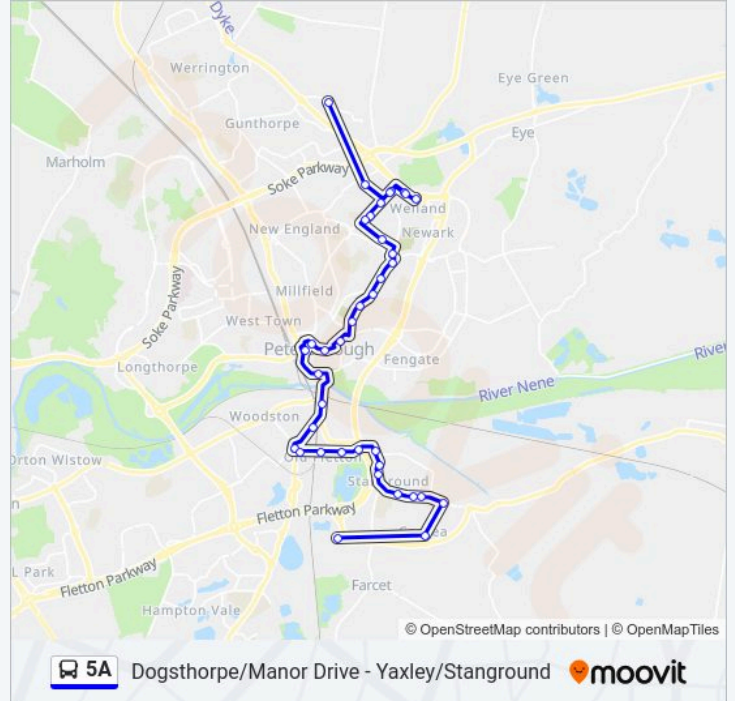 Dyke
Werrington
Eye Green
Gunthorpe
Eye
Marholm
Soke Parkway
Welland
New England
Newark
Millfield
Soke Parkway
West Town
Longthorpe
Fengate
River
River Nene
Woodston
Orton Wistow
Old Fletton
Fletton Parkway
L Park
Fletton Parkway
Farcet
Hampton Vale
© OpenStreetMap contributors | © OpenMapTiles
5A Dogsthorpe/Manor Drive - Yaxley/Stanground moovit